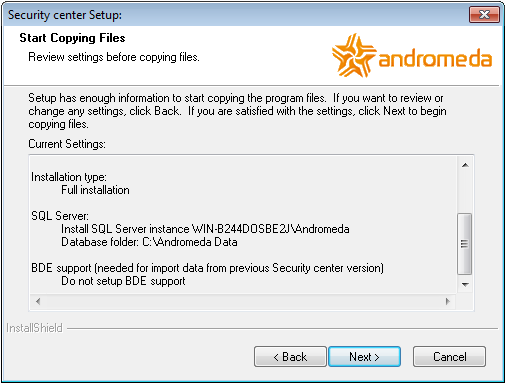 Security center Setup:
Start Copying Files
Review settings before copying files.
andromeda
Setup has enough information to start copying the program files. If you want to review or
change any settings, click Back. If you are satisfied with the settings, click Next to begin
copying files.
Current Settings:
Installation type:
Full installation
SQL Server:
Install SQL Server instance WIN-B244DOSBE2J\Andromeda
Database folder: C:\Andromeda Data
BDE support (needed for import data from previous Security center version)
Do not setup BDE support
InstallShield
< Back
Next >
Cancel